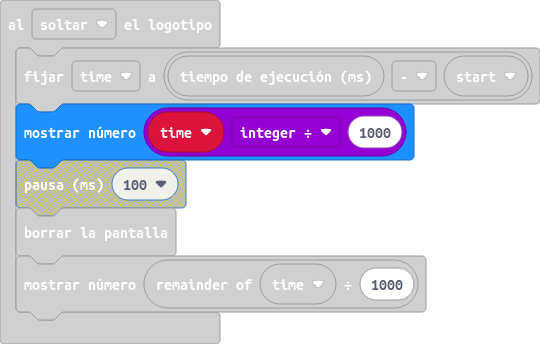 al soltar el logotipo
fijar time a tiempo de ejecución (ms) - start
mostrar número time integer ÷ 1000
pausa (ms) 100
borrar la pantalla
mostrar número remainder of time ÷ 1000